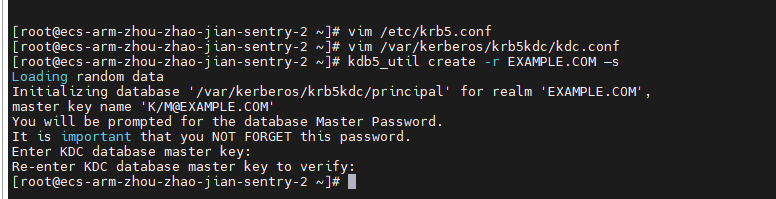 [root@ecs-arm-zhou-zhao-jian-sentry-2 ~]# vim /etc/krb5.conf
[root@ecs-arm-zhou-zhao-jian-sentry-2 ~]# vim /var/kerberos/krb5kdc/kdc.conf
[root@ecs-arm-zhou-zhao-jian-sentry-2 ~]# kdb5_util create -r EXAMPLE.COM –s
Loading random data
Initializing database '/var/kerberos/krb5kdc/principal' for realm 'EXAMPLE.COM',
master key name 'K/M@EXAMPLE.COM'
You will be prompted for the database Master Password.
It is important that you NOT FORGET this password.
Enter KDC database master key:
Re-enter KDC database master key to verify:
[root@ecs-arm-zhou-zhao-jian-sentry-2 ~]#